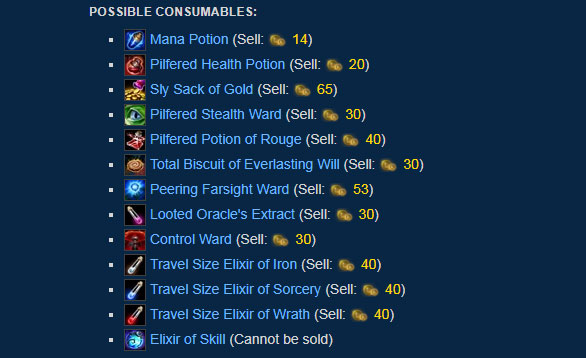 POSSIBLE CONSUMABLES:
Mana Potion (Sell: 14)
Pilfered Health Potion (Sell: 20)
Sly Sack of Gold (Sell: 65)
Pilfered Stealth Ward (Sell: 30)
Pilfered Potion of Rouge (Sell: 40)
Total Biscuit of Everlasting Will (Sell: 30)
Peering Farsight Ward (Sell: 53)
Looted Oracle's Extract (Sell: 30)
Control Ward (Sell: 30)
Travel Size Elixir of Iron (Sell: 40)
Travel Size Elixir of Sorcery (Sell: 40)
Travel Size Elixir of Wrath (Sell: 40)
Elixir of Skill (Cannot be sold)